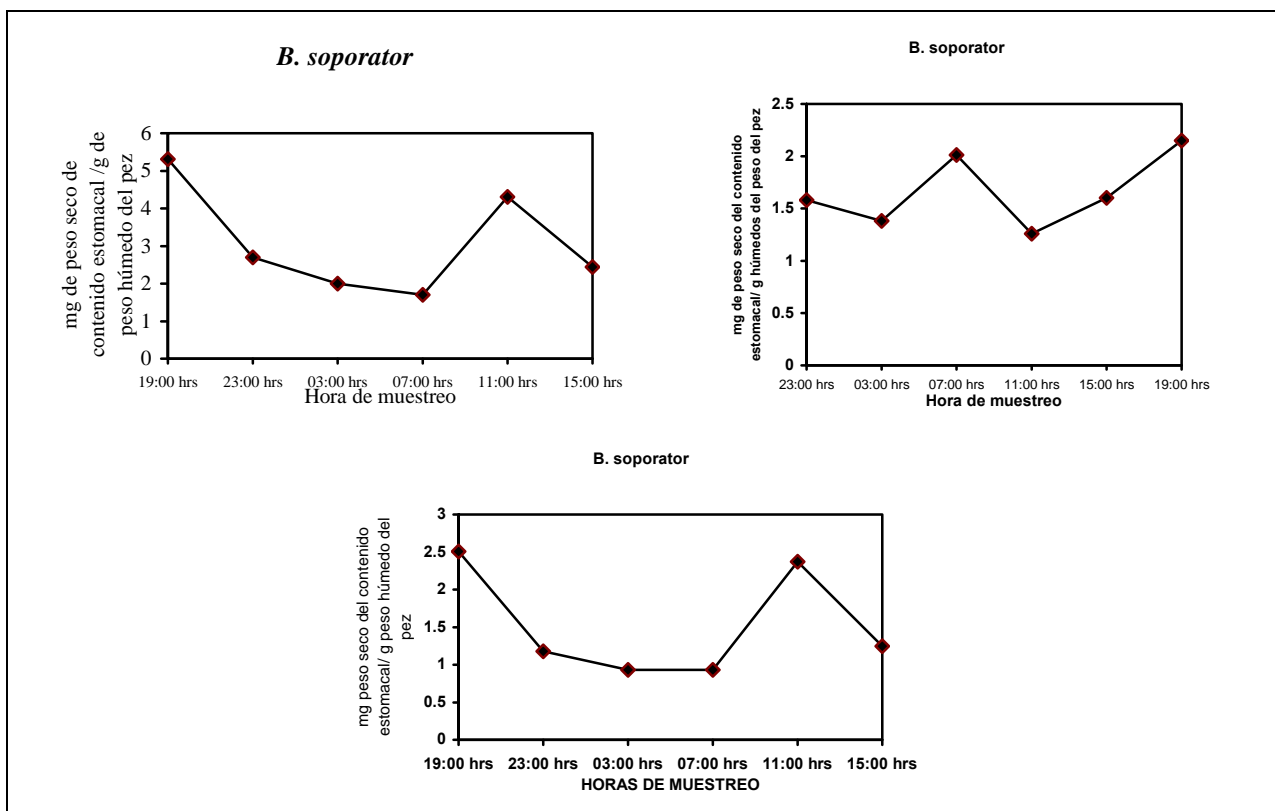 B. soporator
mg de peso seco de
contenido estomacal /g de
peso húmedo del pez
6
5
4
3
2
1
0
19:00 hrs 23:00 hrs 03:00 hrs 07:00 hrs 11:00 hrs 15:00 hrs
Hora de muestreo
B. soporator
mg de peso seco del contenido
estomacal/ g húmedos del peso del pez
2.5
2
1.5
1
0.5
0
23:00 hrs 03:00 hrs 07:00 hrs 11:00 hrs 15:00 hrs 19:00 hrs
Hora de muestreo
B. soporator
mg peso seco del contenido
estomacal/ g peso húmedo del
pez
3
2.5
2
1.5
1
0.5
0
19:00 hrs 23:00 hrs 03:00 hrs 07:00 hrs 11:00 hrs 15:00 hrs
HORAS DE MUESTREO